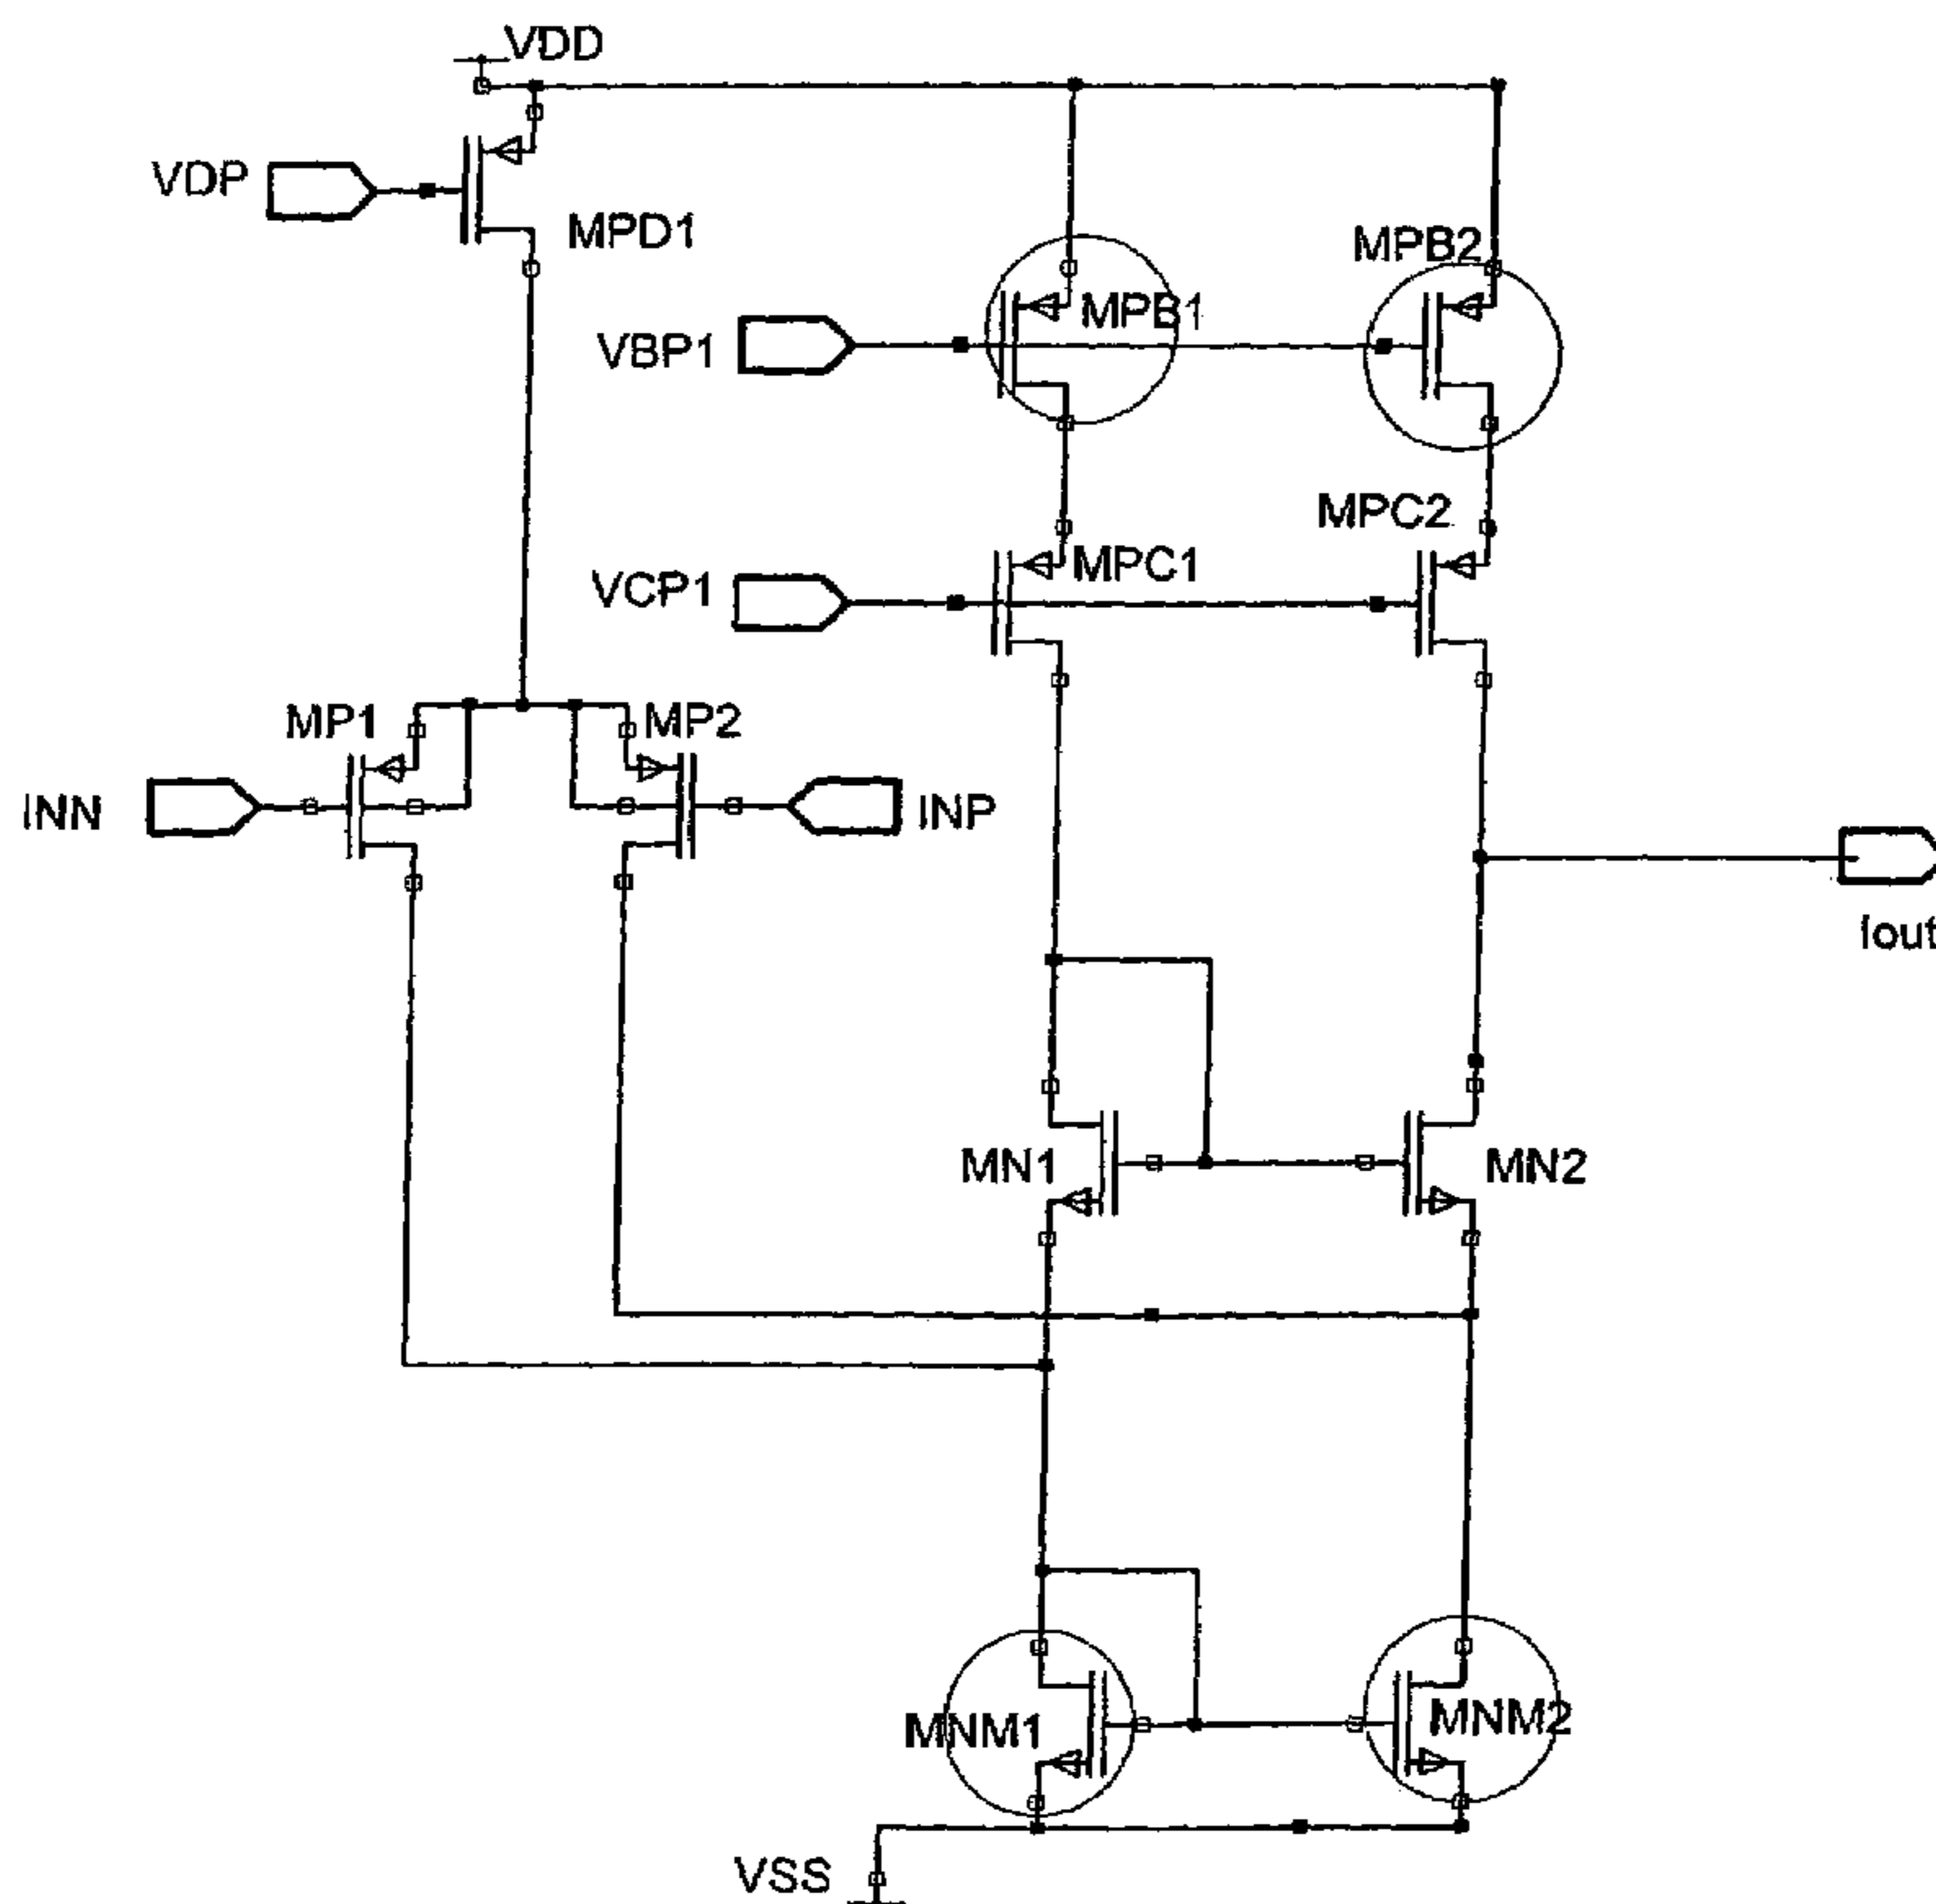 VDD
VDP
MPD1
MPB2
MPB1
VBP1
MPC2
MPC1
VCP1
MP1
MP2
INN
INP
Iout
MN1
MN2
MNM1
MNM2
VSS